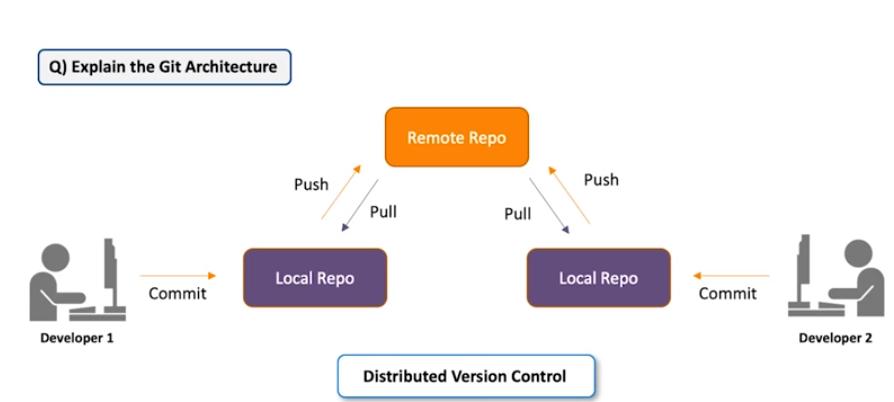 Q) Explain the Git Architecture
Remote Repo
Push
Push
Pull
Pull
Local Repo
Local Repo
Commit
Commit
Developer 1
Developer 2
Distributed Version Control